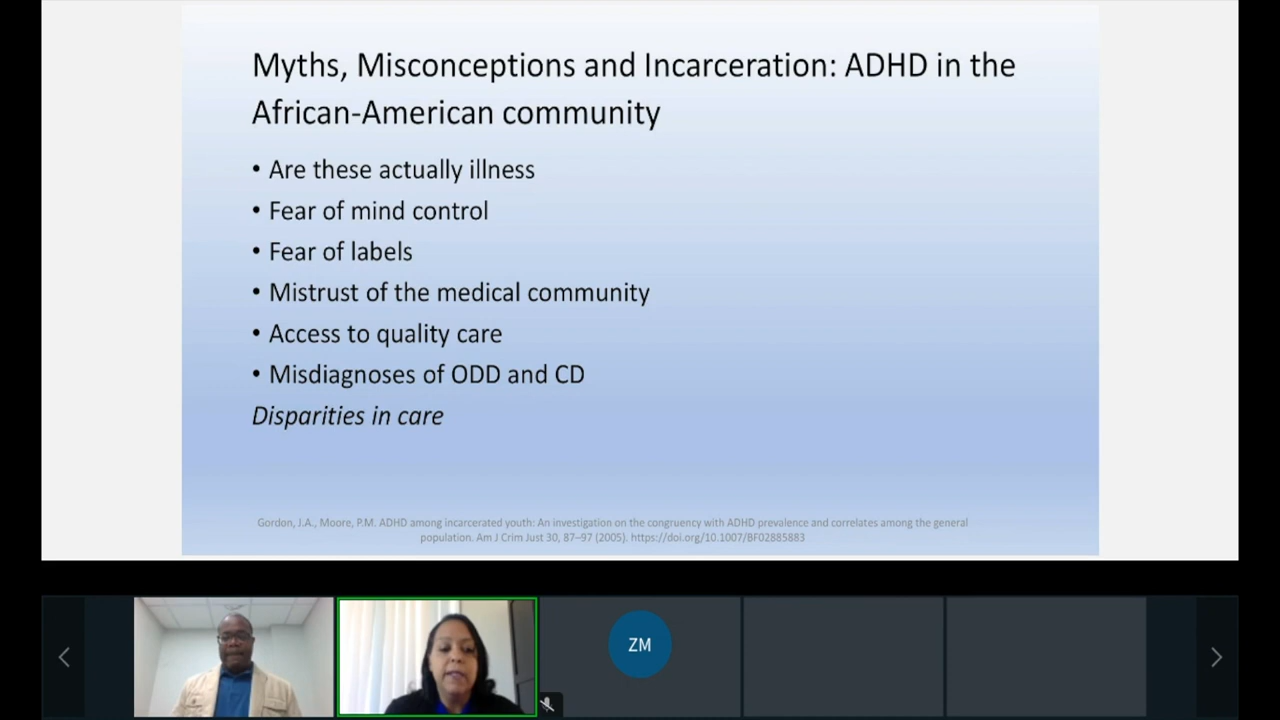 Myths, Misconceptions and Incarceration: ADHD in the
African-American community
• Are these actually illness
• Fear of mind control
• Fear of labels
• Mistrust of the medical community
• Access to quality care
• Misdiagnoses of ODD and CD
Disparities in care
Gordon, J.A., Moore, P.M. ADHD among incarcerated youth: An investigation on the congruency with ADHD prevalence and correlates among the general
population. Am J Crim Just 30, 87–97 (2005). https://doi.org/10.1007/BF02885883
ZM